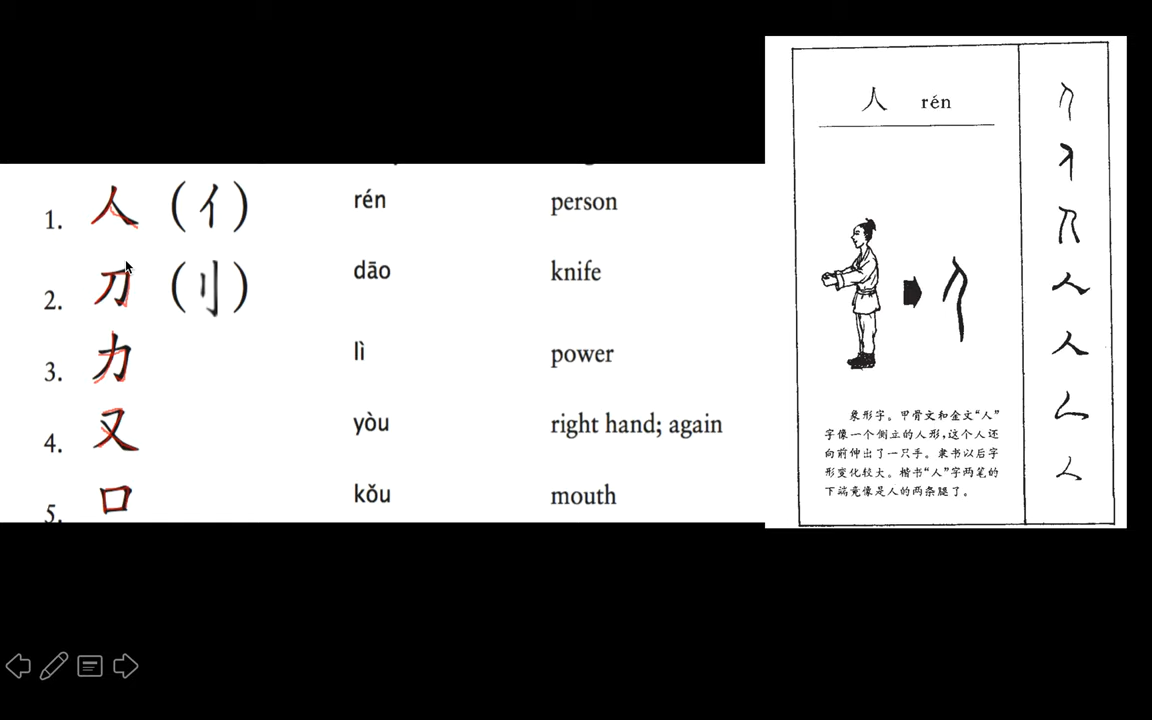 1. 人 (亻) rén person
2. 刀 (刂) dāo knife
3. 力 lì power
4. 又 yòu right hand; again
5. 口 kǒu mouth
人 rén
象形字。甲骨文和金文“人”
字像一个侧立的人形,这个人还
向前伸出了一只手。隶书以后字
形变化较大。楷书“人”字两笔的
下端竟像是人的两条腿了。